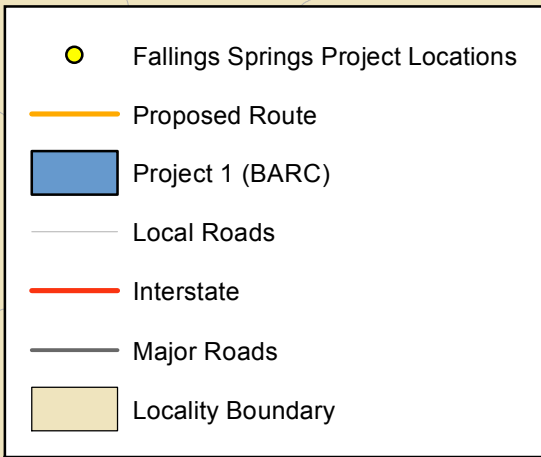 Fallings Springs Project Locations
Proposed Route
Project 1 (BARC)
Local Roads
Interstate
Major Roads
Locality Boundary